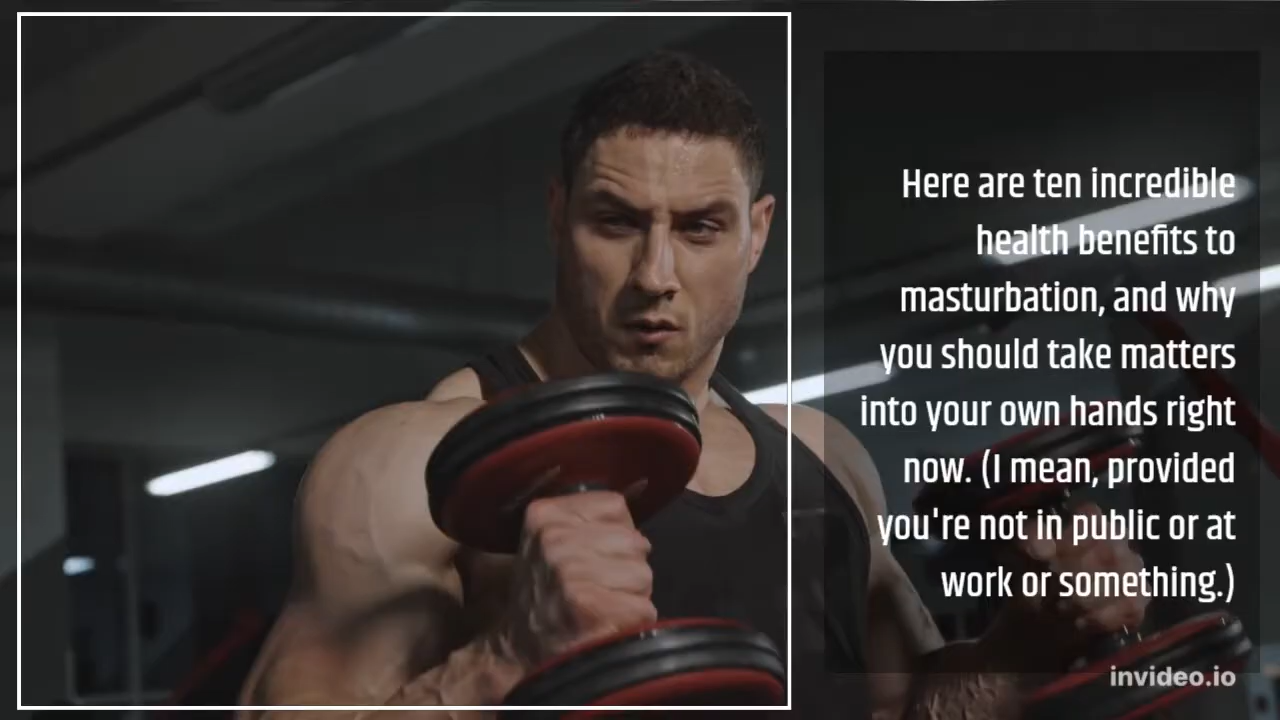 Here are ten incredible
health benefits to
masturbation, and why
you should take matters
into your own hands right
now. (I mean, provided
you're not in public or at
work or something.)
invideo.io